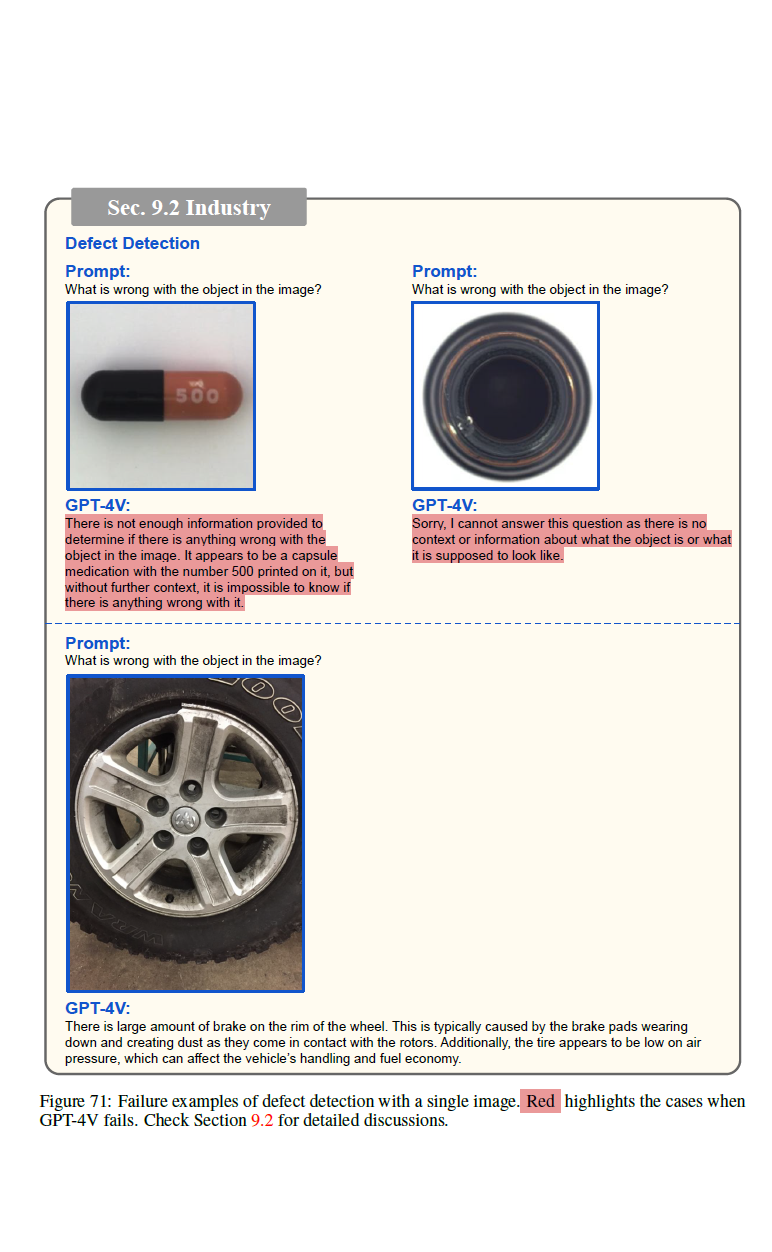 Sec. 9.2 Industry
Defect Detection
Prompt:
What is wrong with the object in the image?
500
GPT-4V:
There is not enough information provided to
determine if there is anything wrong with the
object in the image. It appears to be a capsule
medication with the number 500 printed on it, but
without further context, it is impossible to know if
there is anything wrong with it.
Prompt:
What is wrong with the object in the image?
GPT-4V:
Sorry, I cannot answer this question as there is no
context or information about what the object is or what
it is supposed to look like.
Prompt:
What is wrong with the object in the image?
GPT-4V:
There is large amount of brake on the rim of the wheel. This is typically caused by the brake pads wearing
down and creating dust as they come in contact with the rotors. Additionally, the tire appears to be low on air
pressure, which can affect the vehicle's handling and fuel economy.
Figure 71: Failure examples of defect detection with a single image. Red highlights the cases when
GPT-4V fails. Check Section 9.2 for detailed discussions.